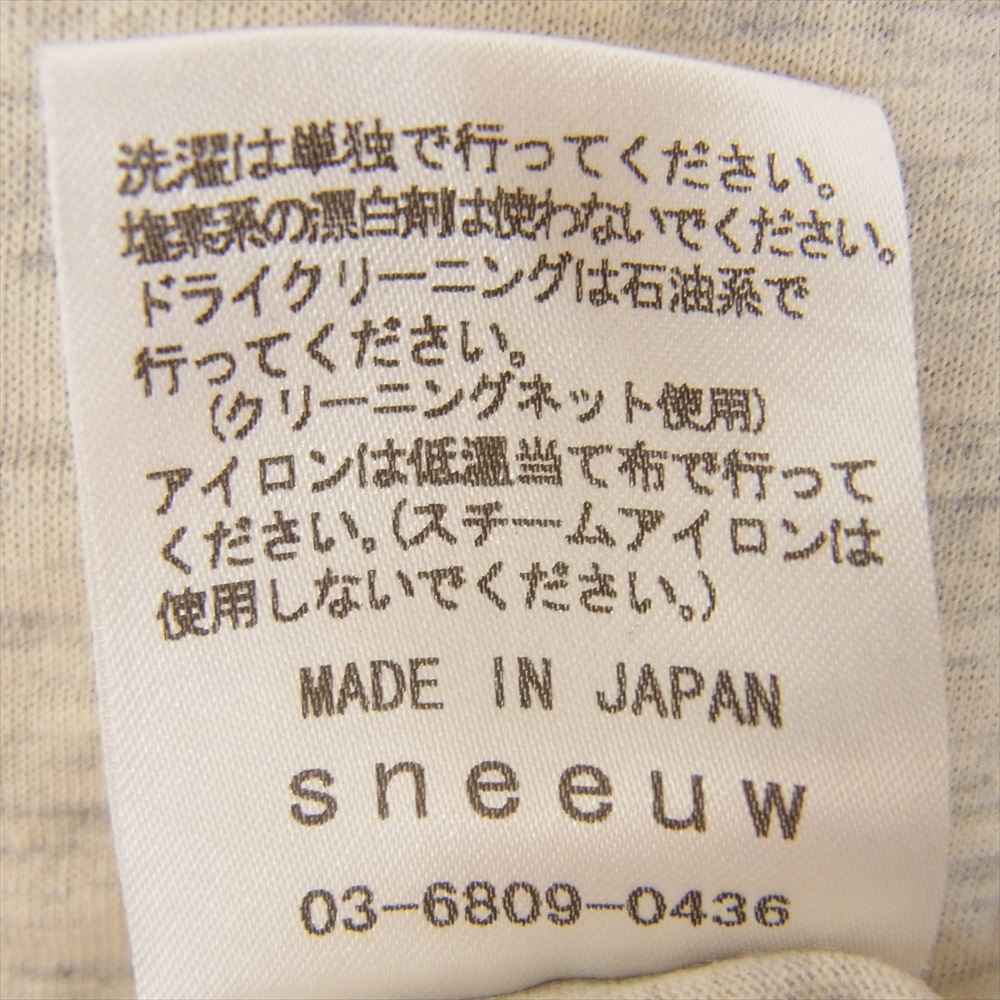 洗濯は単独で行ってください。
塩素系の漂白剤は使わないでください。
ドライクリーニングは石油系で
行ってください。
(クリーニングネット使用)
アイロンは低温当て布で行って
ください。(スチームアイロンは
使用しないでください。)
MADE IN JAPAN
sneeuw
03-6809-0436